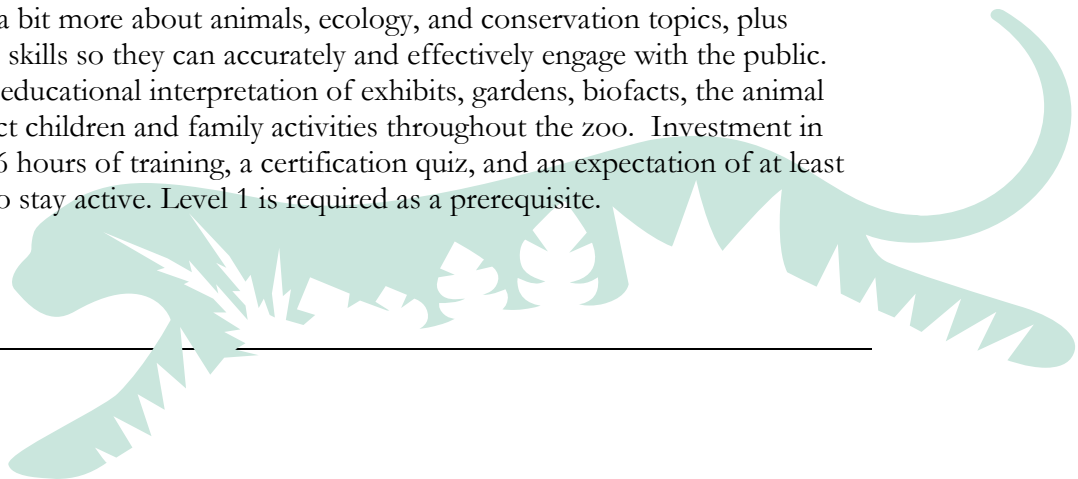 a bit more about animals, ecology, and conservation topics, plus
skills so they can accurately and effectively engage with the public.
educational interpretation of exhibits, gardens, biofacts, the animal
ct children and family activities throughout the zoo. Investment in
6 hours of training, a certification quiz, and an expectation of at least
o stay active. Level 1 is required as a prerequisite.